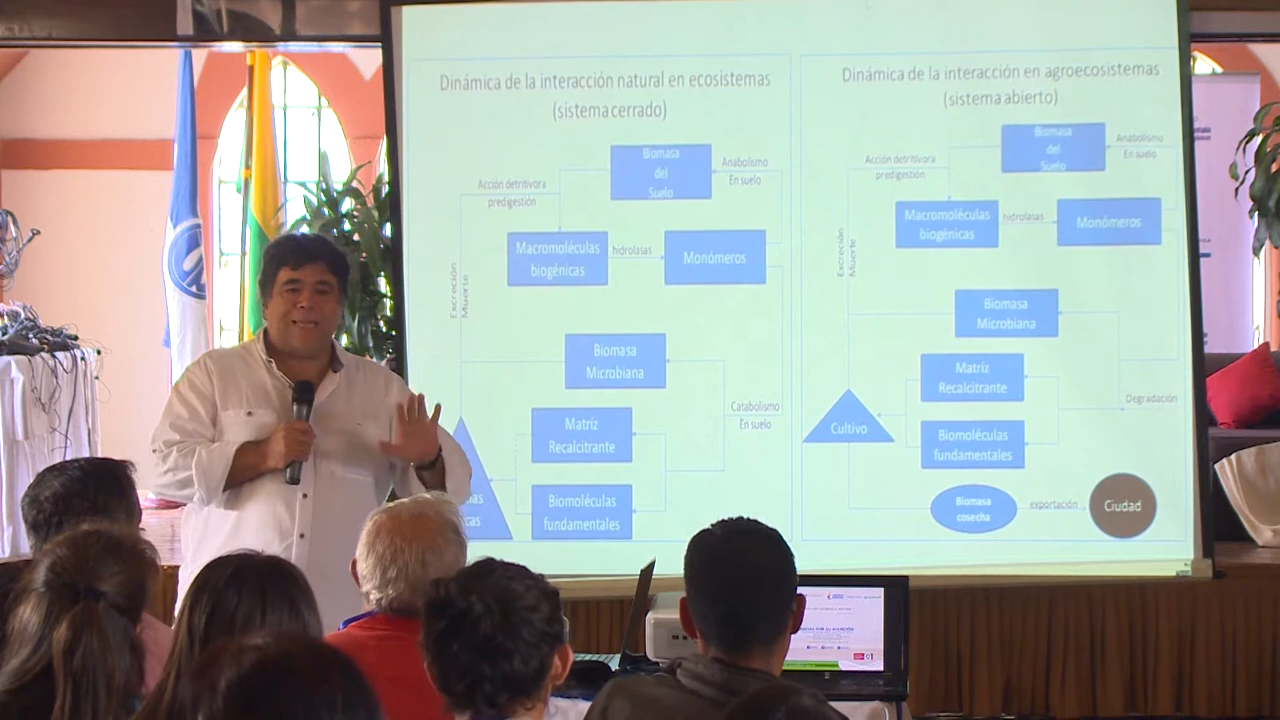 Dinámica de la interacción natural en ecosistemas
(sistema cerrado)
Biomasa
del
Suelo
Anabolismo
En suelo
Acción detritivora
predigestión
Macromoléculas
biogénicas
hidrolasas
Monómeros
Excreción
Muerte
Biomasa
Microbiana
Matriz
Recalcitrante
Catabolismo
En suelo
Biomoléculas
fundamentales
Dinámica de la interacción en agroecosistemas
(sistema abierto)
Biomasa
del
Suelo
Anabolismo
En suelo
Acción detritivora
predigestión
Macromoléculas
biogénicas
hidrolasas
Monómeros
Excreción
Muerte
Biomasa
Microbiana
Matriz
Recalcitrante
Degradación
Cultivo
Biomoléculas
fundamentales
Biomasa
cosecha
exportación
Ciudad